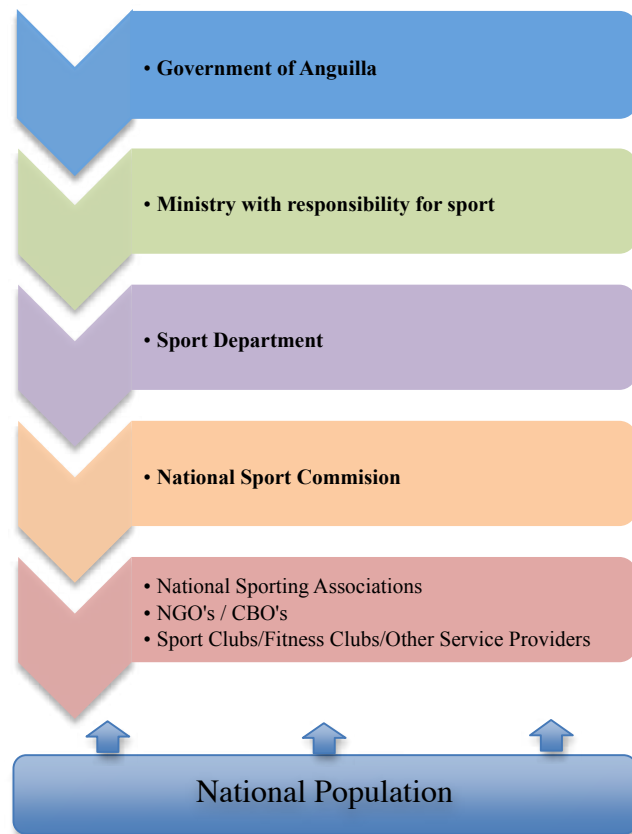 • Government of Anguilla
• Ministry with responsibility for sport
• Sport Department
• National Sport Commision
• National Sporting Associations
• NGO's / CBO's
• Sport Clubs/Fitness Clubs/Other Service Providers
National Population